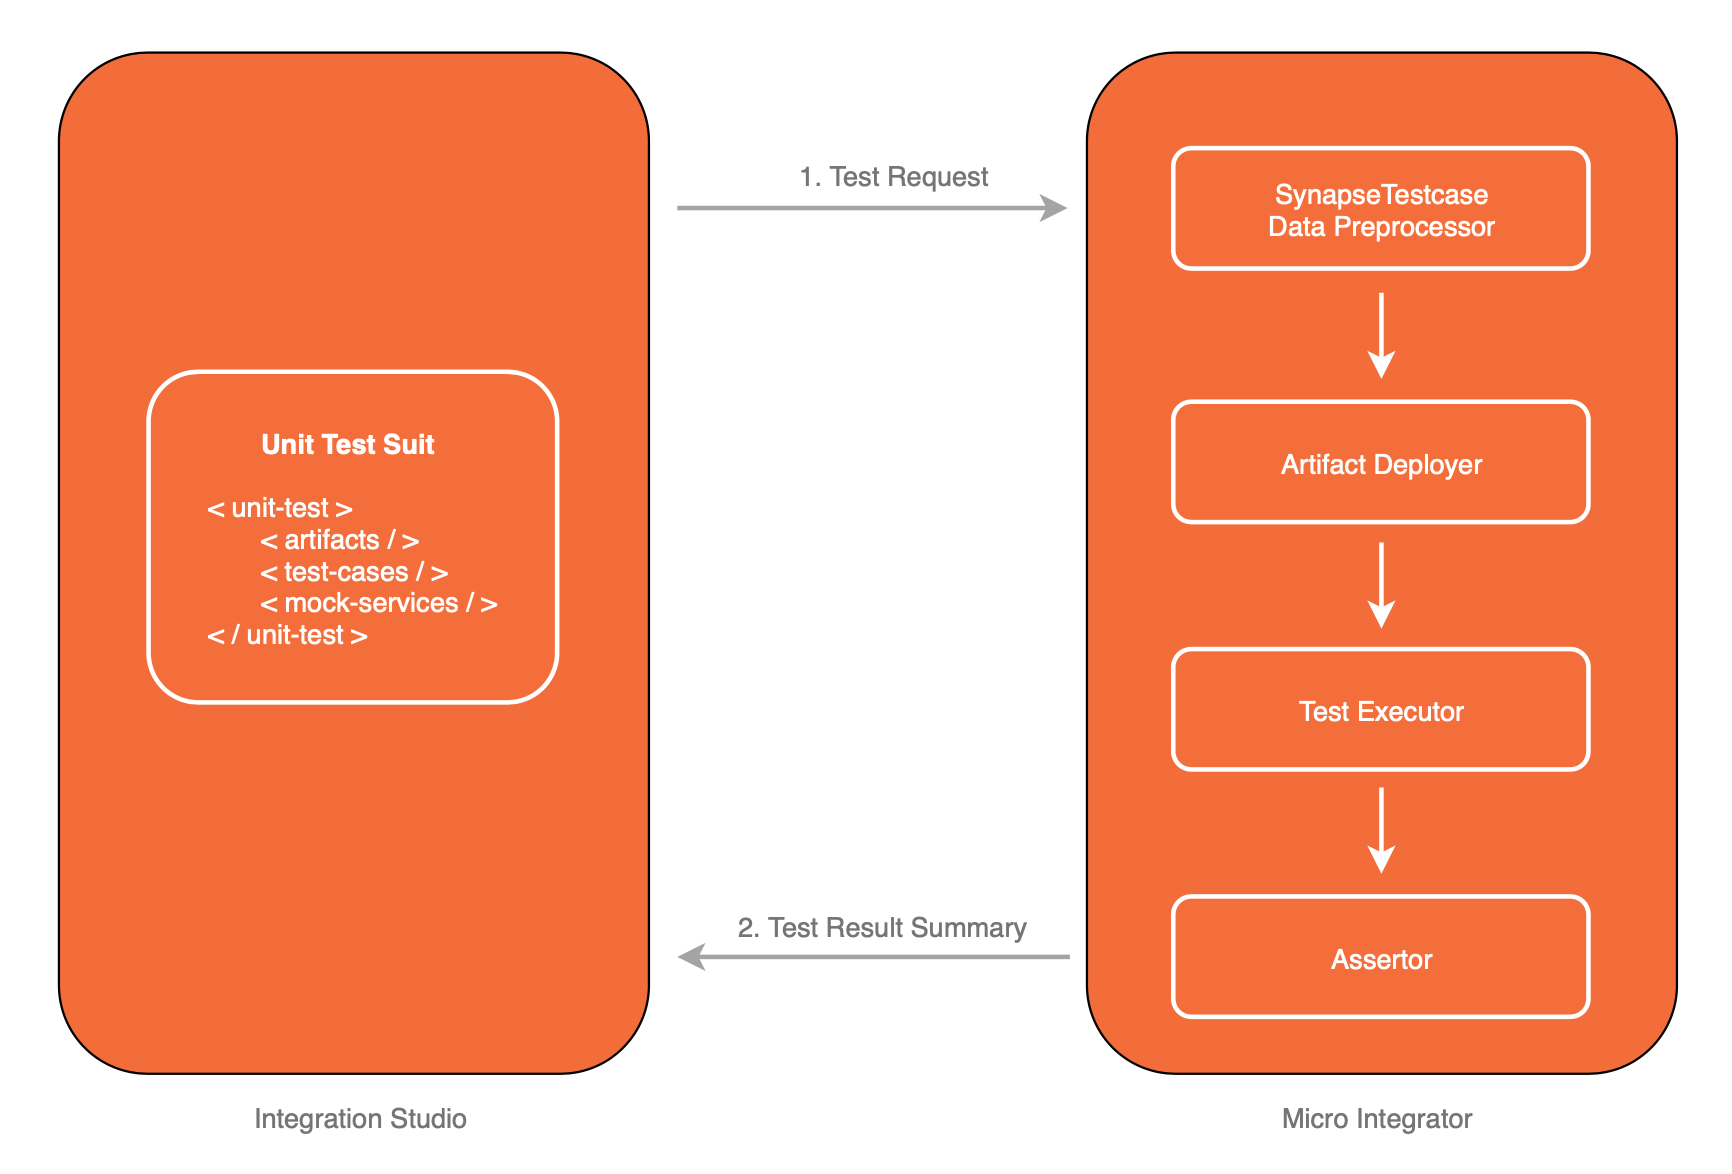 Unit Test Suit
< unit-test >
< artifacts / >
< test-cases / >
< mock-services / >
< / unit-test >
Integration Studio
1. Test Request
2. Test Result Summary
SynapseTestcase
Data Preprocessor
Artifact Deployer
Test Executor
Assertor
Micro Integrator